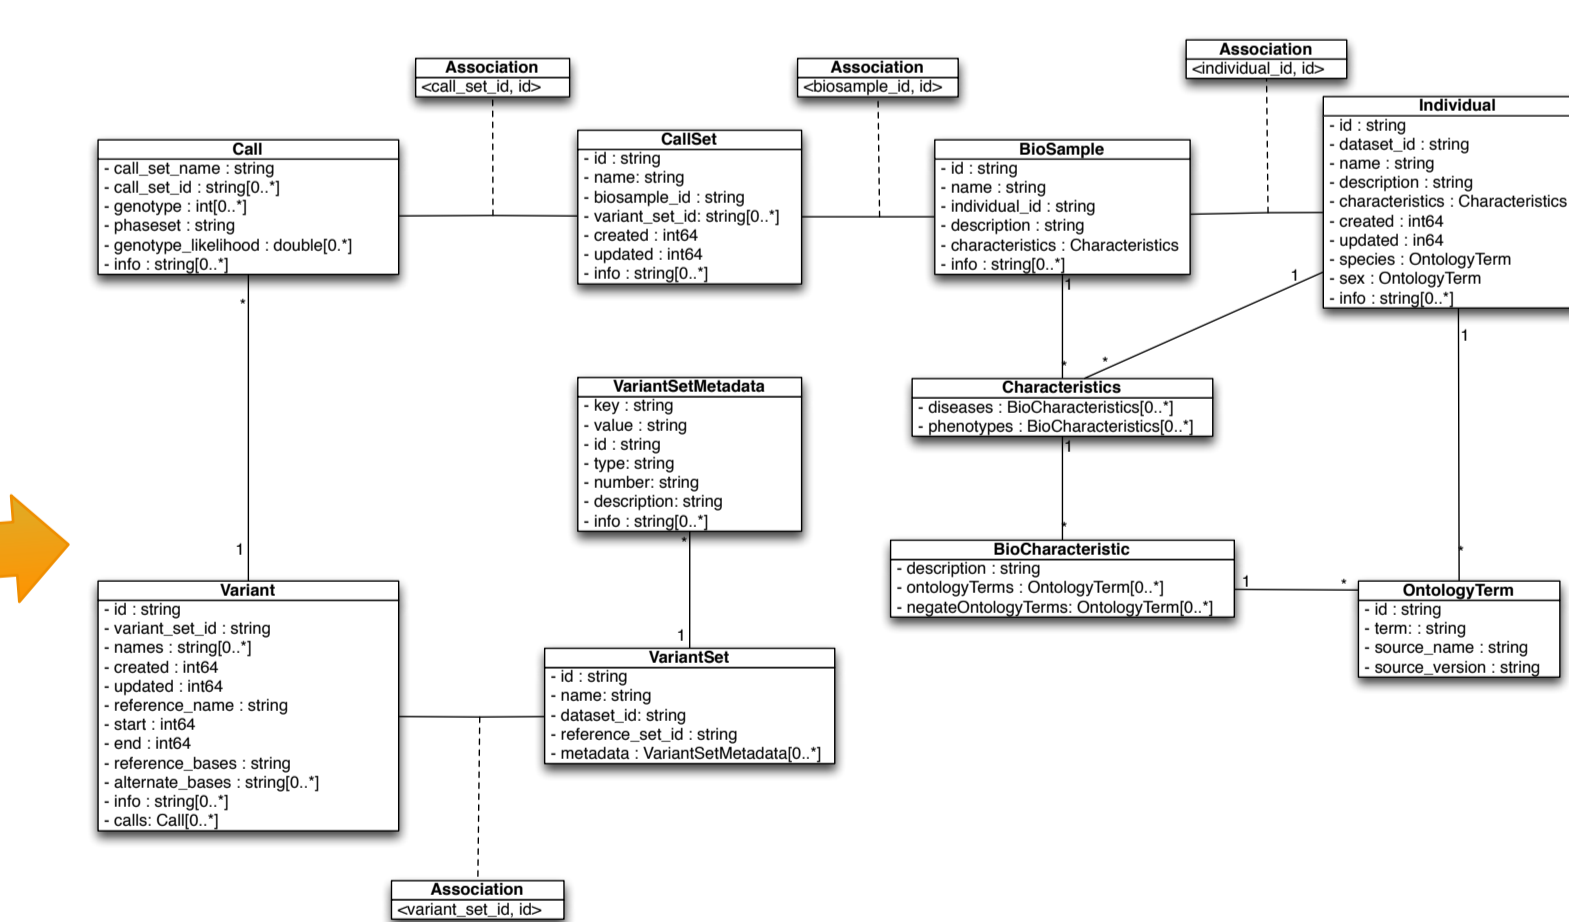 Association
<call_set_id, id>
Association
<biosample_id, id>
Association
<individual_id, id>
Call
- call_set_name : string
- call_set_id : string[0..*]
- genotype : int[0..*]
- phaseset : string
- genotype_likelihood : double[0.*]
- info : string[0..*]
CallSet
- id : string
- name: string
- biosample_id : string
- variant_set_id: string[0..*]
- created : int64
- updated : int64
- info : string[0..*]
BioSample
- id : string
- name : string
- individual_id : string
- description : string
- characteristics : Characteristics
- info : string[0..*]
Individual
- id : string
- dataset_id : string
- name : string
- description : string
- characteristics : Characteristics
- created : int64
- updated : in64
- species : OntologyTerm
- sex : OntologyTerm
- info : string[0..*]
*
1
1
1
*
*
VariantSetMetadata
- key : string
- value : string
- id : string
- type: string
- number: string
- description: string
- info : string[0..*]
Characteristics
- diseases : BioCharacteristics[0..*]
- phenotypes : BioCharacteristics[0..*]
1
*
*
1
*
BioCharacteristic
- description : string
- ontologyTerms : OntologyTerm[0..*]
- negateOntologyTerms: OntologyTerm[0..*]
1
*
OntologyTerm
- id : string
- term: : string
- source_name : string
- source_version : string
Variant
- id : string
- variant_set_id : string
- names : string[0..*]
- created : int64
- updated : int64
- reference_name : string
- start : int64
- end : int64
- reference_bases : string
- alternate_bases : string[0..*]
- info : string[0..*]
- calls: Call[0..*]
1
VariantSet
- id : string
- name: string
- dataset_id: string
- reference_set_id : string
- metadata : VariantSetMetadata[0..*]
Association
<variant_set_id, id>